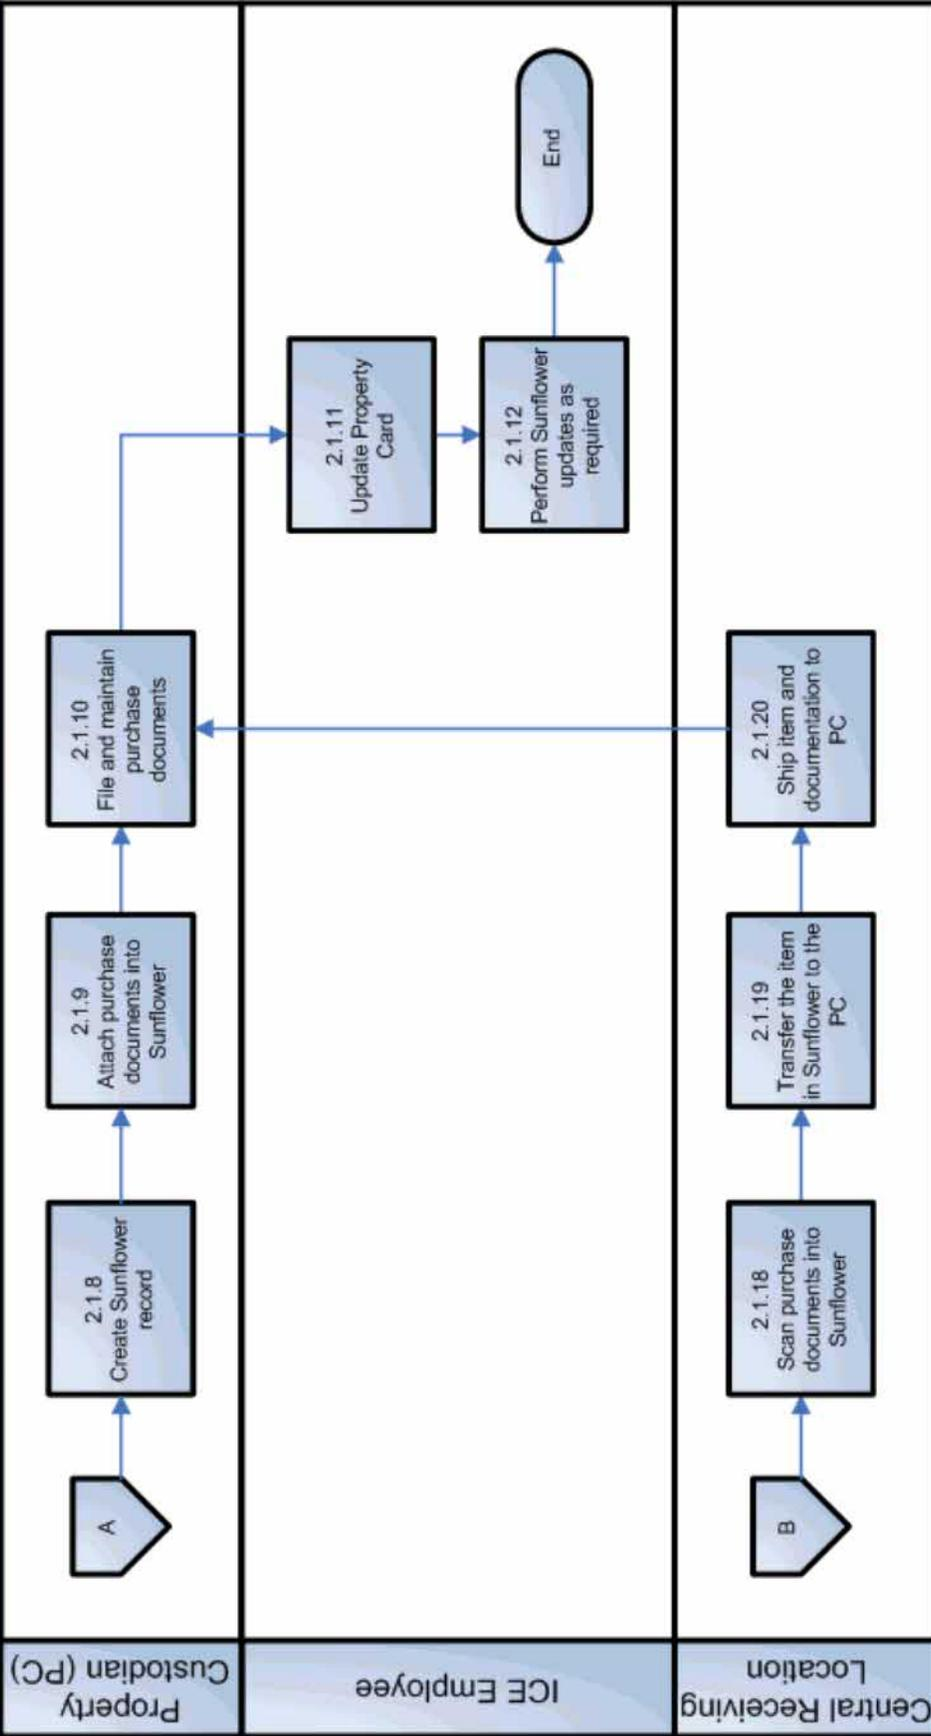 Property
Custodian (PC)
A
2.1.8
Create Sunflower
record
2.1.9
Attach purchase
documents into
Sunflower
2.1.10
File and maintain
purchase
documents
ICE Employee
2.1.11
Update Property
Card
2.1.12
Perform Sunflower
updates as
required
End
Central Receiving
Location
B
2.1.18
Scan purchase
documents into
Sunflower
2.1.19
Transfer the item
in Sunflower to the
PC
2.1.20
Ship item and
documentation to
PC